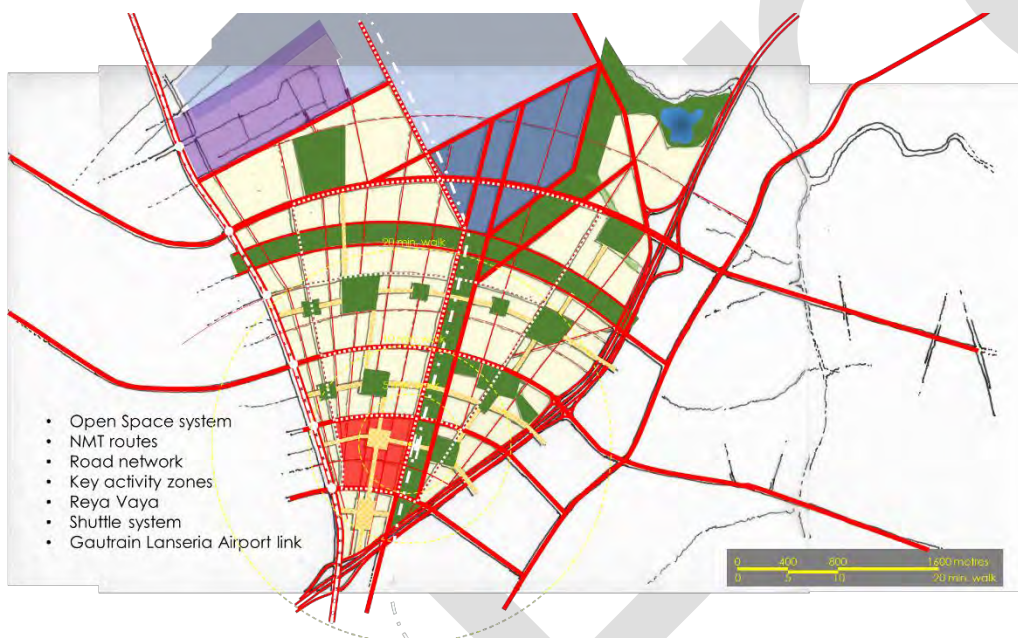 20 min. walk
• Open Space system
• NMT routes
• Road network
• Key activity zones
• Reya Vaya
• Shuttle system
• Gautrain Lanseria Airport link
0 400 800 1600 metres
0 5 10 20 min. walk